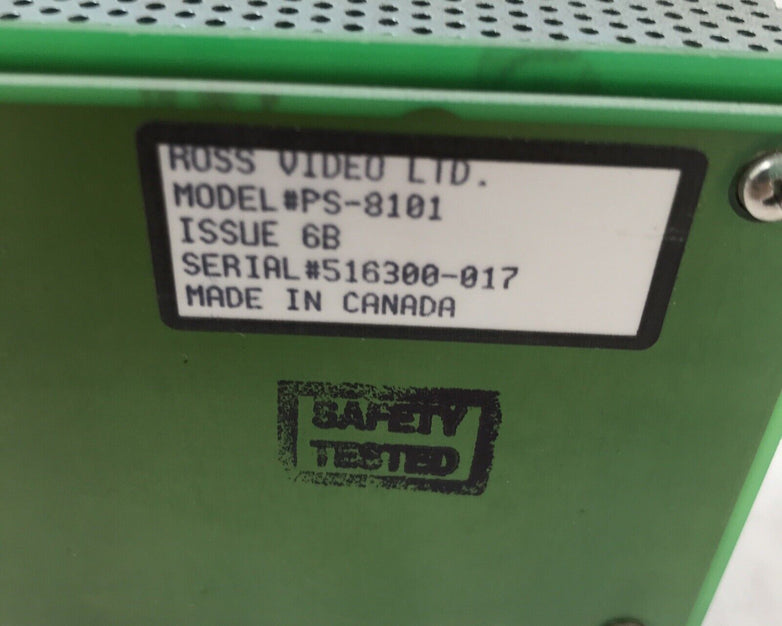 ROSS VIDEO LTD.
MODEL#PS-8101
ISSUE 6B
SERIAL#516300-017
MADE IN CANADA
SAFETY
TESTED